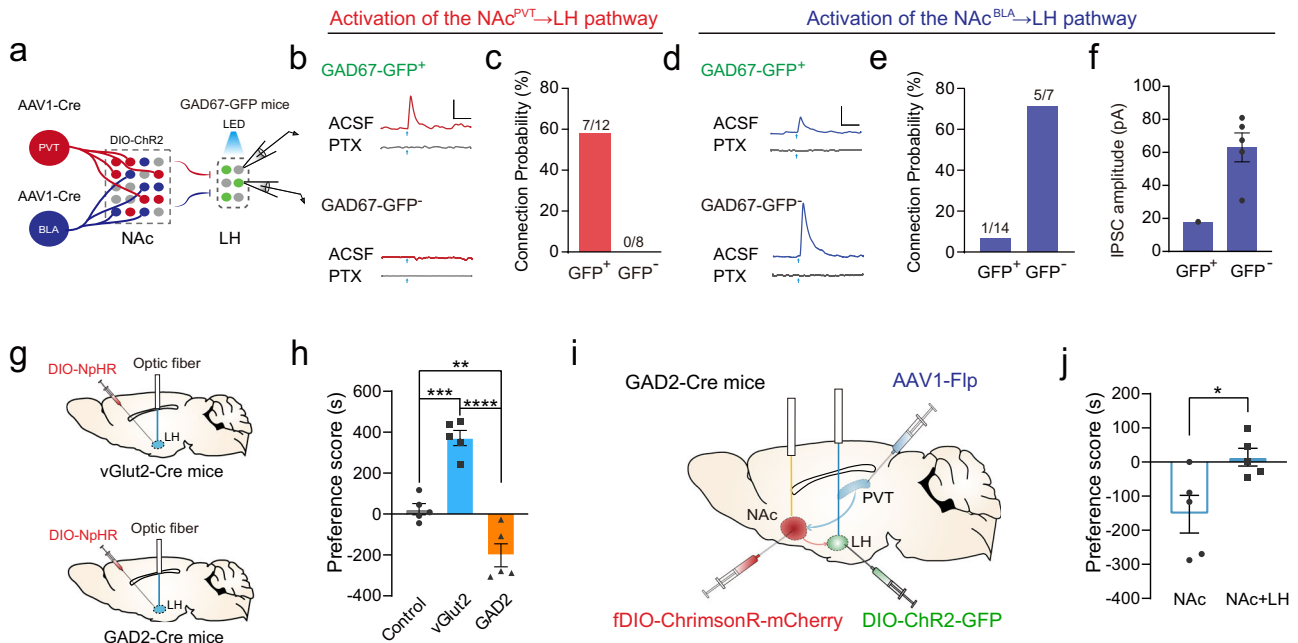 Activation of the NAcᴾⱽᵀ→LH pathway
Activation of the NAcᴮᴸᴬ→LH pathway
a
AAV1-Cre
GAD67-GFP mice
LED
DIO-ChR2
PVT
AAV1-Cre
BLA
NAc
LH
b
GAD67-GFP⁺
ACSF
PTX
GAD67-GFP⁻
ACSF
PTX
c
Connection Probability (%)
80
60
40
20
0
7/12
0/8
GFP⁺ GFP⁻
d
GAD67-GFP⁺
ACSF
PTX
GAD67-GFP⁻
ACSF
PTX
e
Connection Probability (%)
80
60
40
20
0
1/14
5/7
GFP⁺ GFP⁻
f
IPSC amplitude (pA)
100
80
60
40
20
0
GFP⁺ GFP⁻
g
DIO-NpHR
Optic fiber
LH
vGlut2-Cre mice
DIO-NpHR
Optic fiber
LH
GAD2-Cre mice
h
Preference score (s)
600
400
200
0
-200
-400
**
*** ****
Control
vGlut2
GAD2
i
GAD2-Cre mice
AAV1-Flp
PVT
NAc
LH
fDIO-ChrimsonR-mCherry
DIO-ChR2-GFP
j
Preference score (s)
200
100
0
-100
-200
-300
-400
*
NAc
NAc+LH